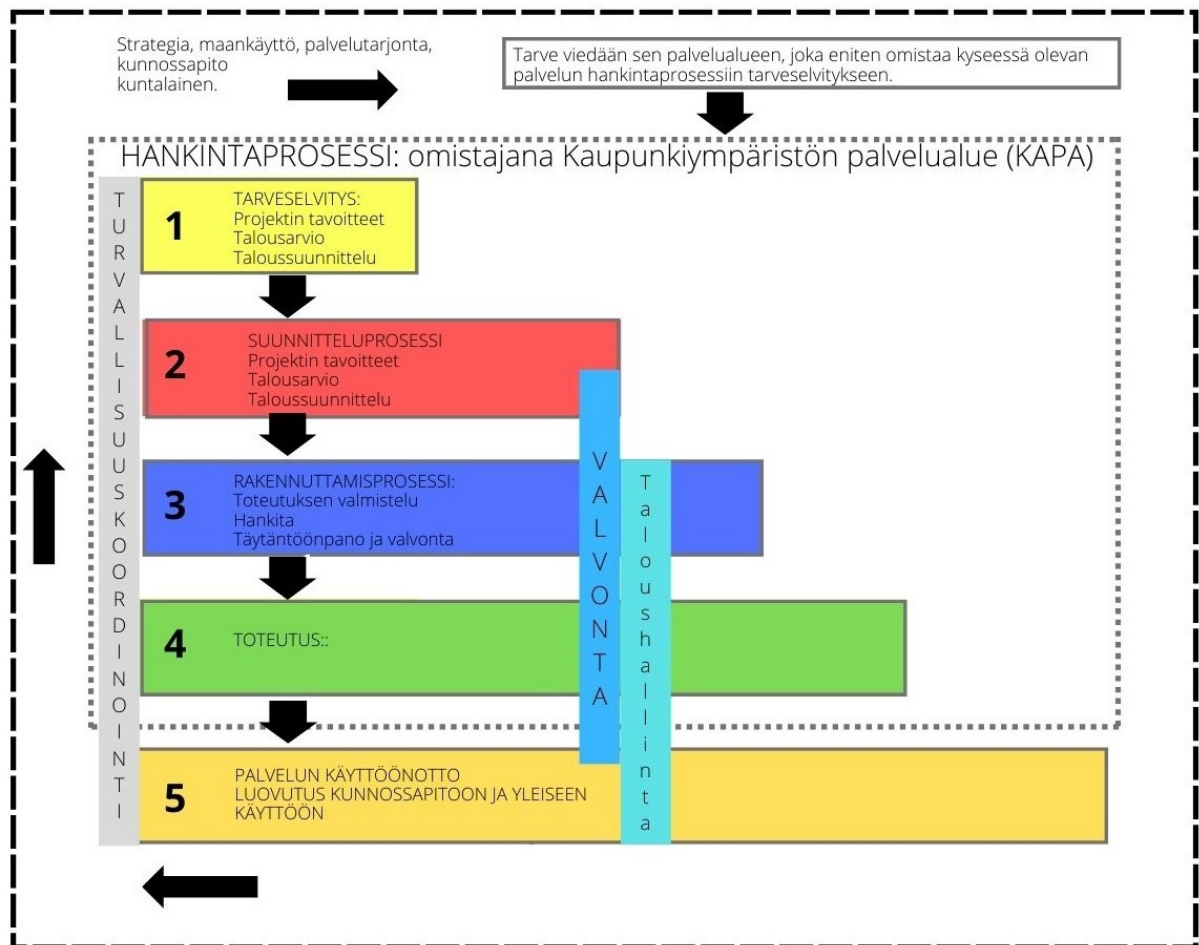 Strategia, maankäyttö, palvelutarjonta,
kunnossapito
kuntalainen.
Tarve viedään sen palvelualueen, joka eniten omistaa kyseessä olevan
palvelun hankintaprosessiin tarveselvitykseen.
HANKINTAPROSESSI: omistajana Kaupunkiympäristön palvelualue (KAPA)
TURVALLISUUSKOORDINOINTI
1
TARVESELVITYS:
Projektin tavoitteet
Talousarvio
Taloussuunnittelu
2
SUUNNITTELUPROSESSI
Projektin tavoitteet
Talousarvio
Taloussuunnittelu
3
RAKENNUTTAMISPROSESSI:
Toteutuksen valmistelu
Hankita
Täytäntöönpano ja valvonta
VALVONTA
Taloushallinta
4
TOTEUTUS::
5
PALVELUN KÄYTTÖÖNOTTO
LUOVUTUS KUNNOSSAPITOON JA YLEISEEN
KÄYTTÖÖN